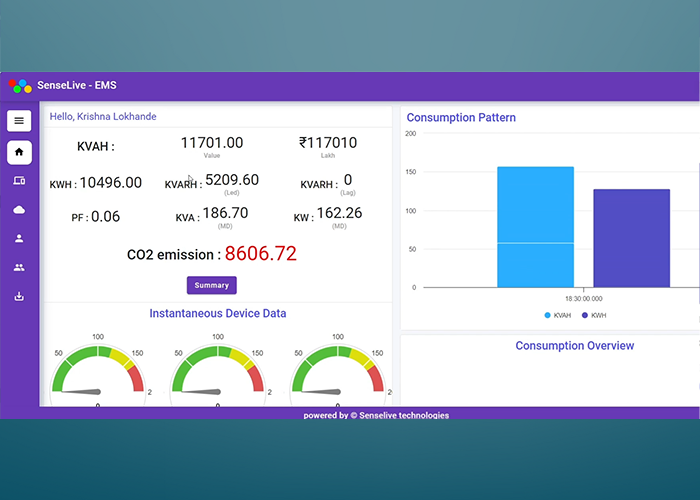 SenseLive - EMS
Hello, Krishna Lokhande
KVAH :
11701.00
Value
₹117010
Lakh
KWH : 10496.00
KVARH : 5209.60
(Led)
KVARH : 0
(Lag)
PF : 0.06
KVA : 186.70
(MD)
KW : 162.26
(MD)
CO2 emission : 8606.72
Summary
Instantaneous Device Data
50
100
150
2
0
50
100
150
2
0
50
100
150
2
0
Consumption Pattern
200
150
100
50
0
18 30:00.000
KVAH
KWH
Consumption Overview
powered by © Senselive technologies